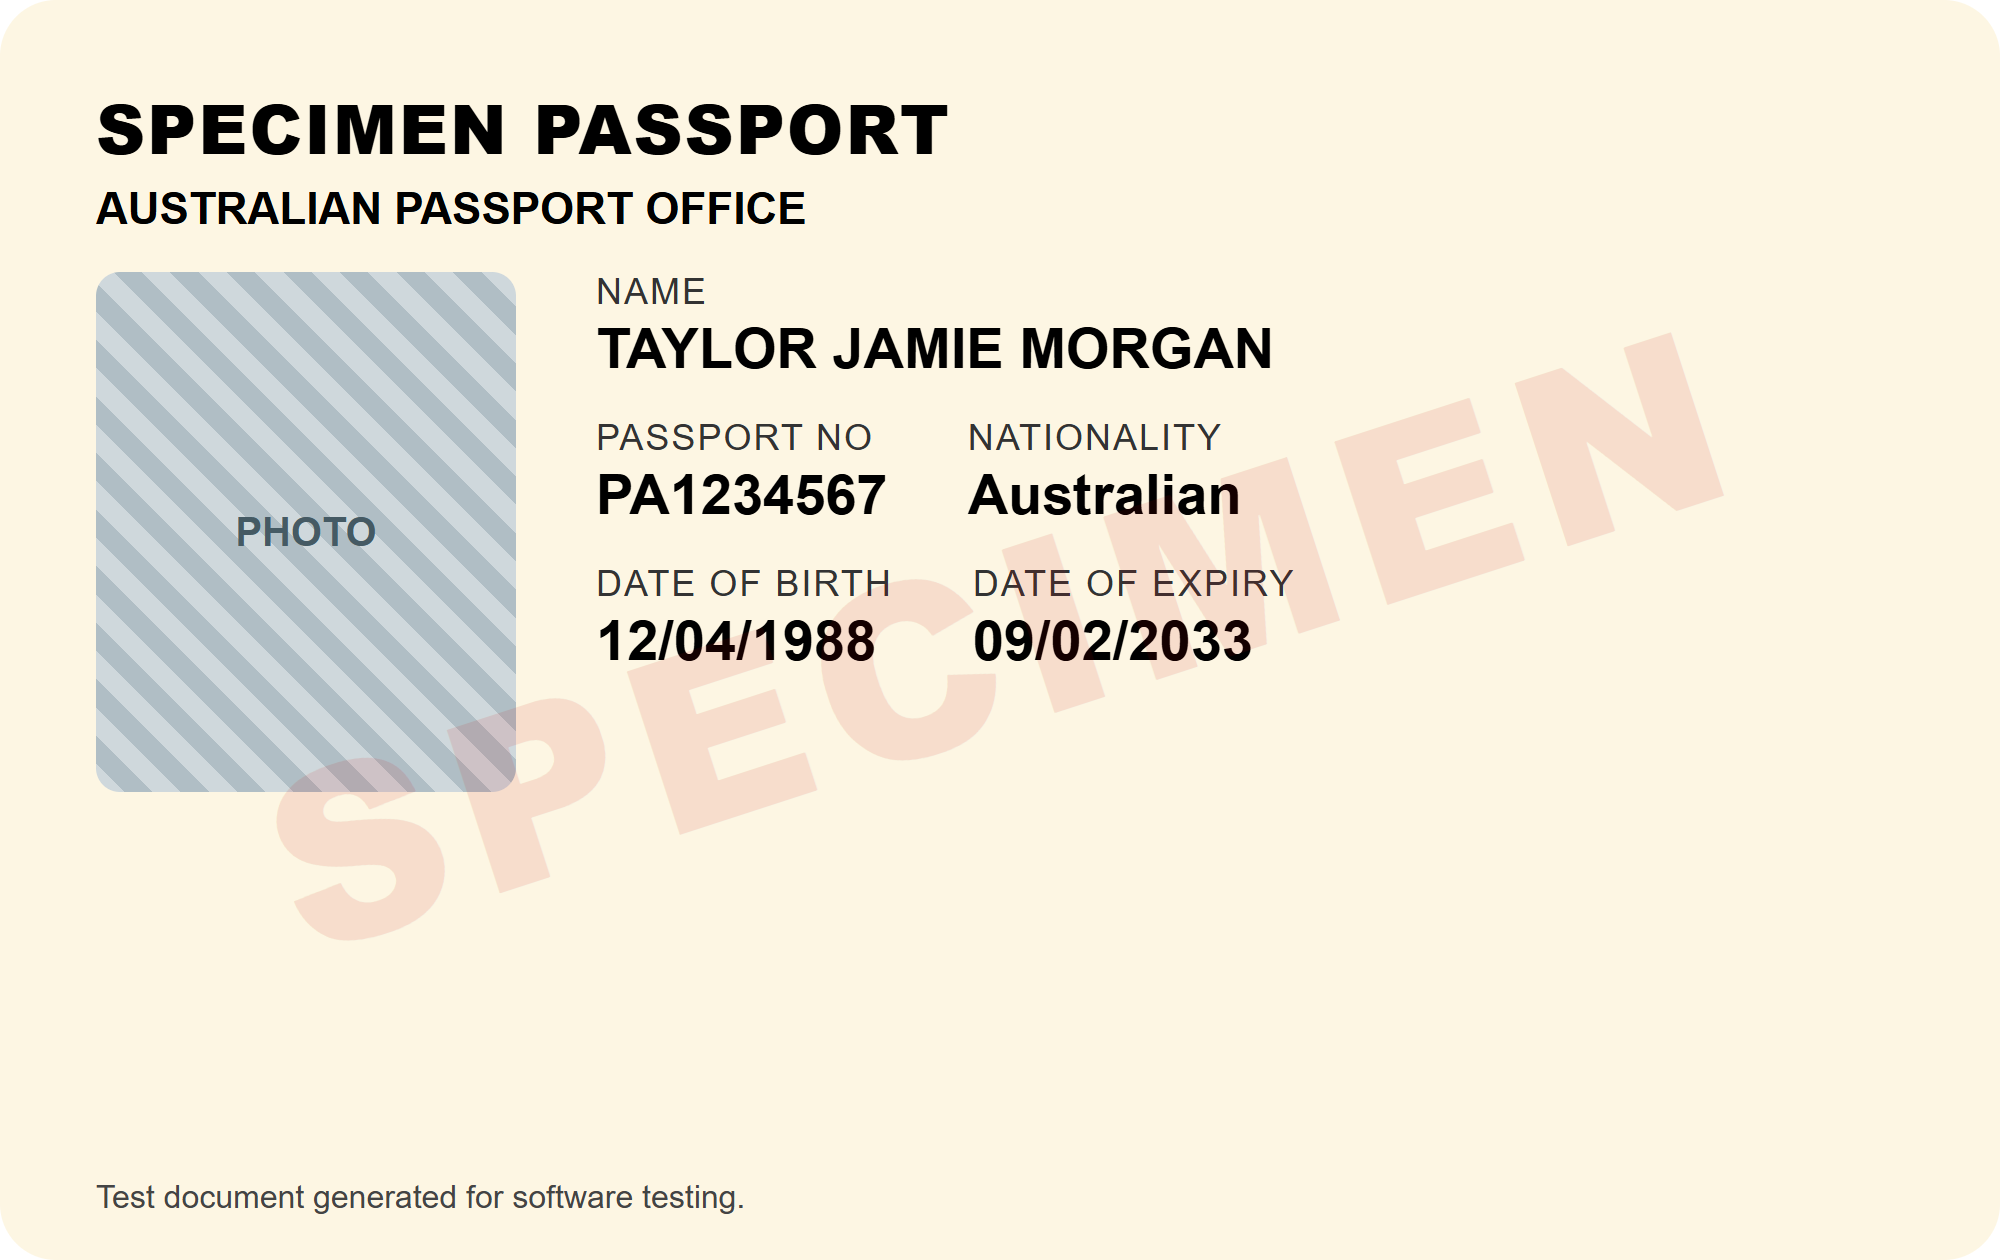 SPECIMEN PASSPORT
AUSTRALIAN PASSPORT OFFICE
PHOTO
NAME
TAYLOR JAMIE MORGAN
PASSPORT NO NATIONALITY
PA1234567 Australian
DATE OF BIRTH DATE OF EXPIRY
12/04/1988 09/02/2033
SPECIMEN
Test document generated for software testing.